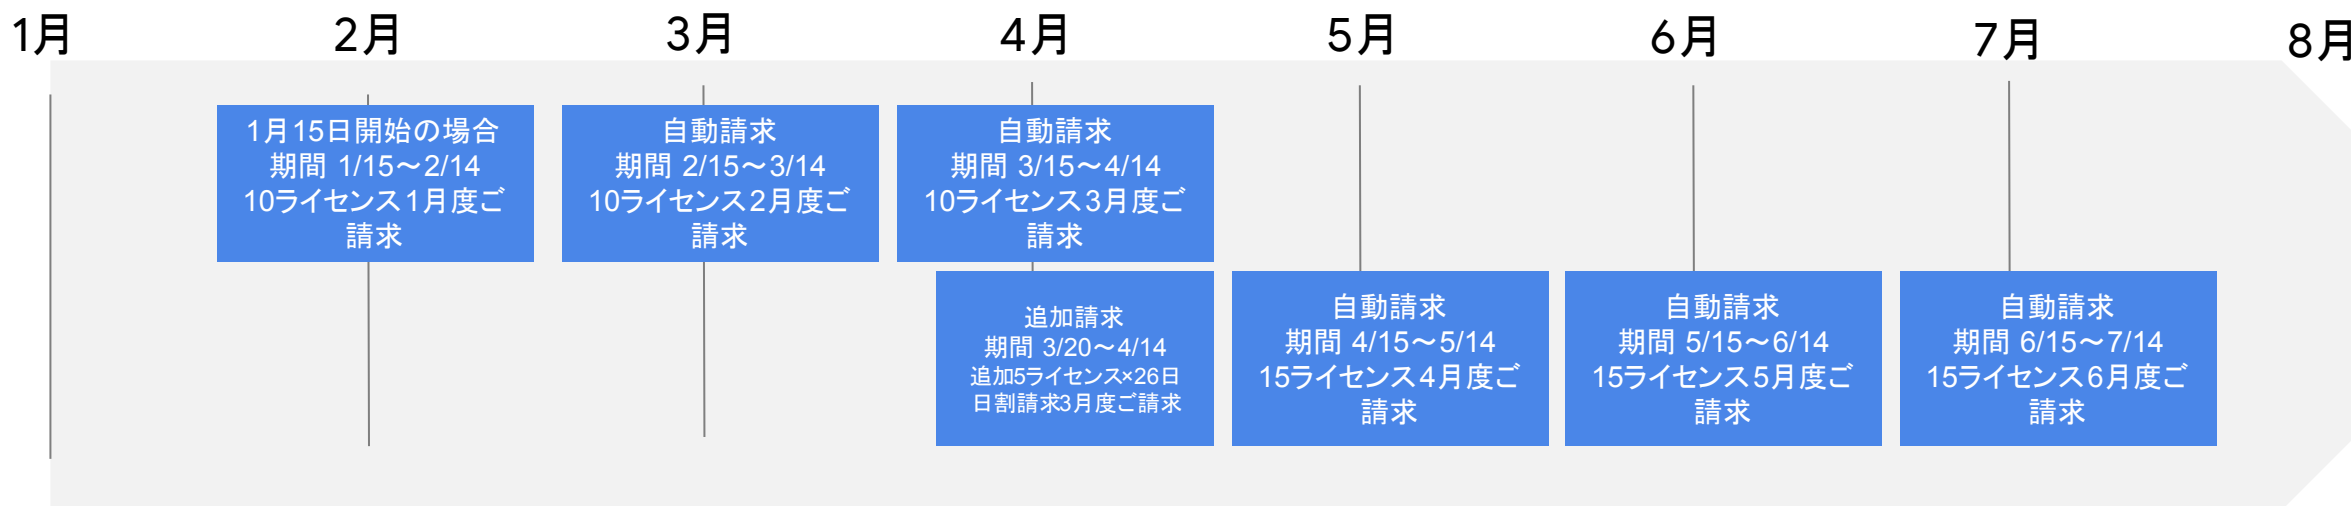 1月
2月
3月
4月
5月
6月
7月
8月
1月15日開始の場合
期間 1/15～2/14
10ライセンス1月度ご
請求
自動請求
期間 2/15～3/14
10ライセンス2月度ご
請求
自動請求
期間 3/15～4/14
10ライセンス3月度ご
請求
追加請求
期間 3/20～4/14
追加5ライセンス×26日
日割請求3月度ご請求
自動請求
期間 4/15～5/14
15ライセンス4月度ご
請求
自動請求
期間 5/15～6/14
15ライセンス5月度ご
請求
自動請求
期間 6/15～7/14
15ライセンス6月度ご
請求